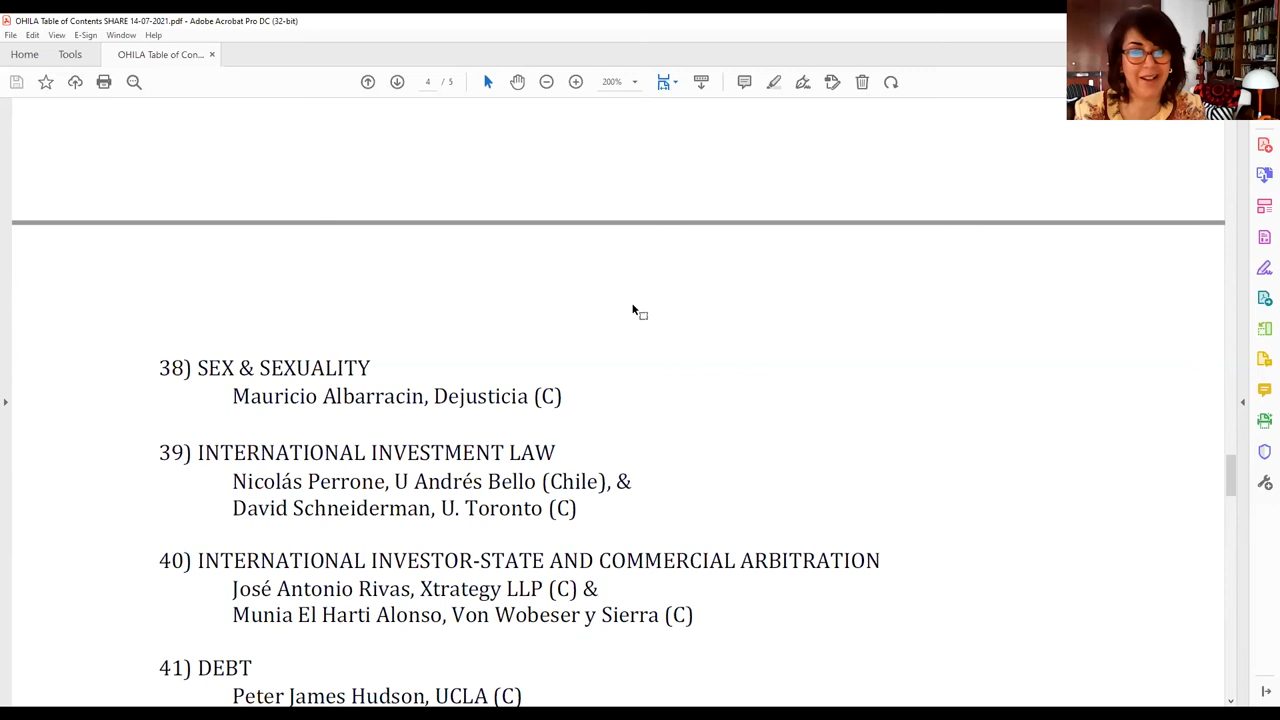 OHILA Table of Contents SHARE 14-07-2021.pdf - Adobe Acrobat Pro DC (32-bit)
File Edit View E-Sign Window Help
Home Tools OHILA Table of Con... ×
4 / 5 200%
38) SEX & SEXUALITY
Mauricio Albarracin, Dejusticia (C)
39) INTERNATIONAL INVESTMENT LAW
Nicolás Perrone, U Andrés Bello (Chile), &
David Schneiderman, U. Toronto (C)
40) INTERNATIONAL INVESTOR-STATE AND COMMERCIAL ARBITRATION
José Antonio Rivas, Xtrategy LLP (C) &
Munia El Harti Alonso, Von Wobeser y Sierra (C)
41) DEBT
Peter James Hudson, UCLA (C)